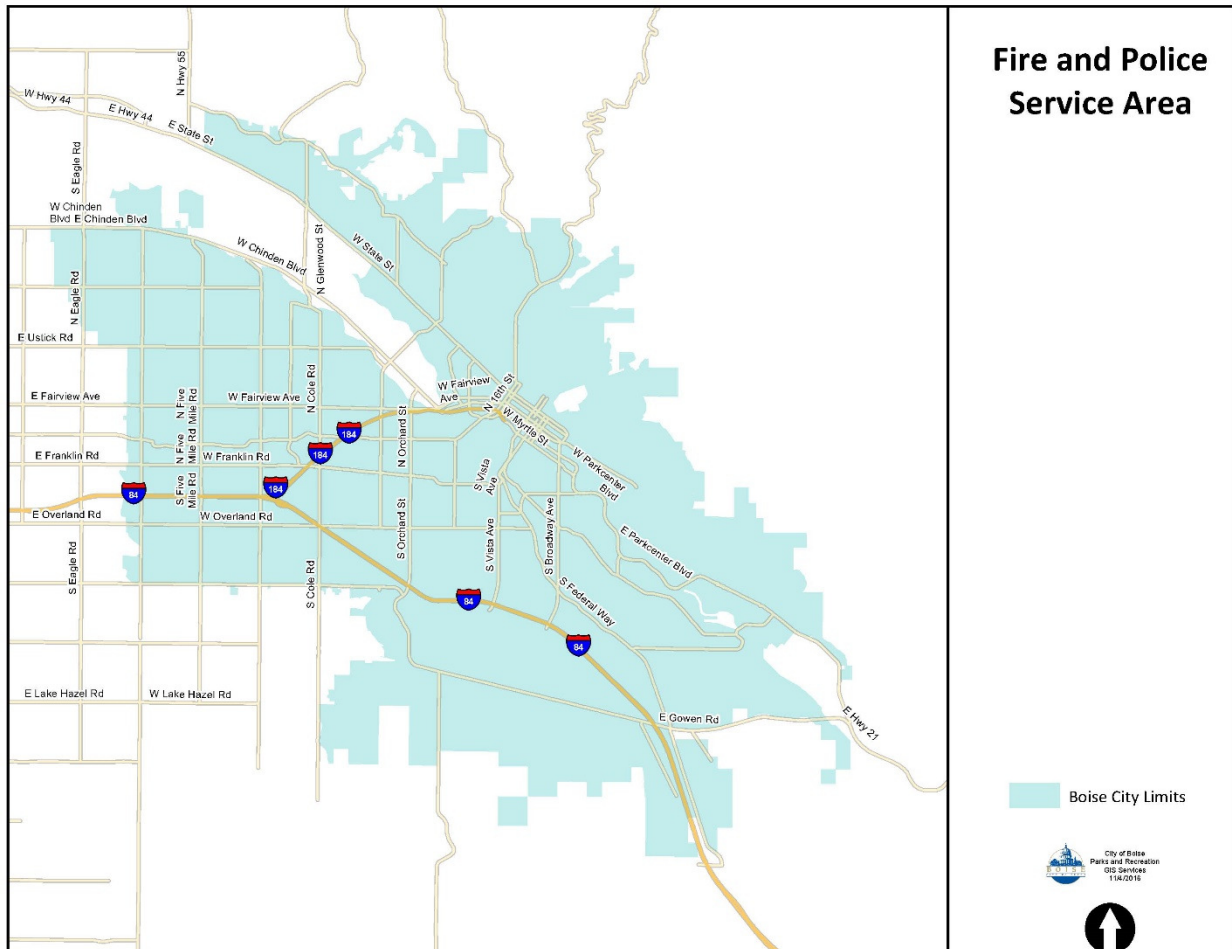 Fire and Police
Service Area
N Hwy 55
W Hwy 44
E Hwy 44
E State St
S Eagle Rd
W Chinden
Blvd
E Chinden Blvd
W Chinden Blvd
N Glenwood St
W State St
N Eagle Rd
E Ustick Rd
E Fairview Ave
N Five
Mile Rd
W Fairview Ave
N Cole Rd
W Fairview
Ave
N 16th St
W Myrtle St
184
N Orchard St
184
E Franklin Rd
N Five
Mile Rd
W Franklin Rd
S Vista
Ave
W Parkcenter
Blvd
84
S Five
Mile Rd
184
E Overland Rd
W Overland Rd
S Orchard St
S Vista Ave
S Broadway Ave
E Parkcenter Blvd
S Eagle Rd
S Cole Rd
84
S Federal Way
84
E Lake Hazel Rd
W Lake Hazel Rd
E Gowen Rd
E Hwy 21
Boise City Limits
BOISE
City of Boise
Parks and Recreation
GIS Services
11/4/2016